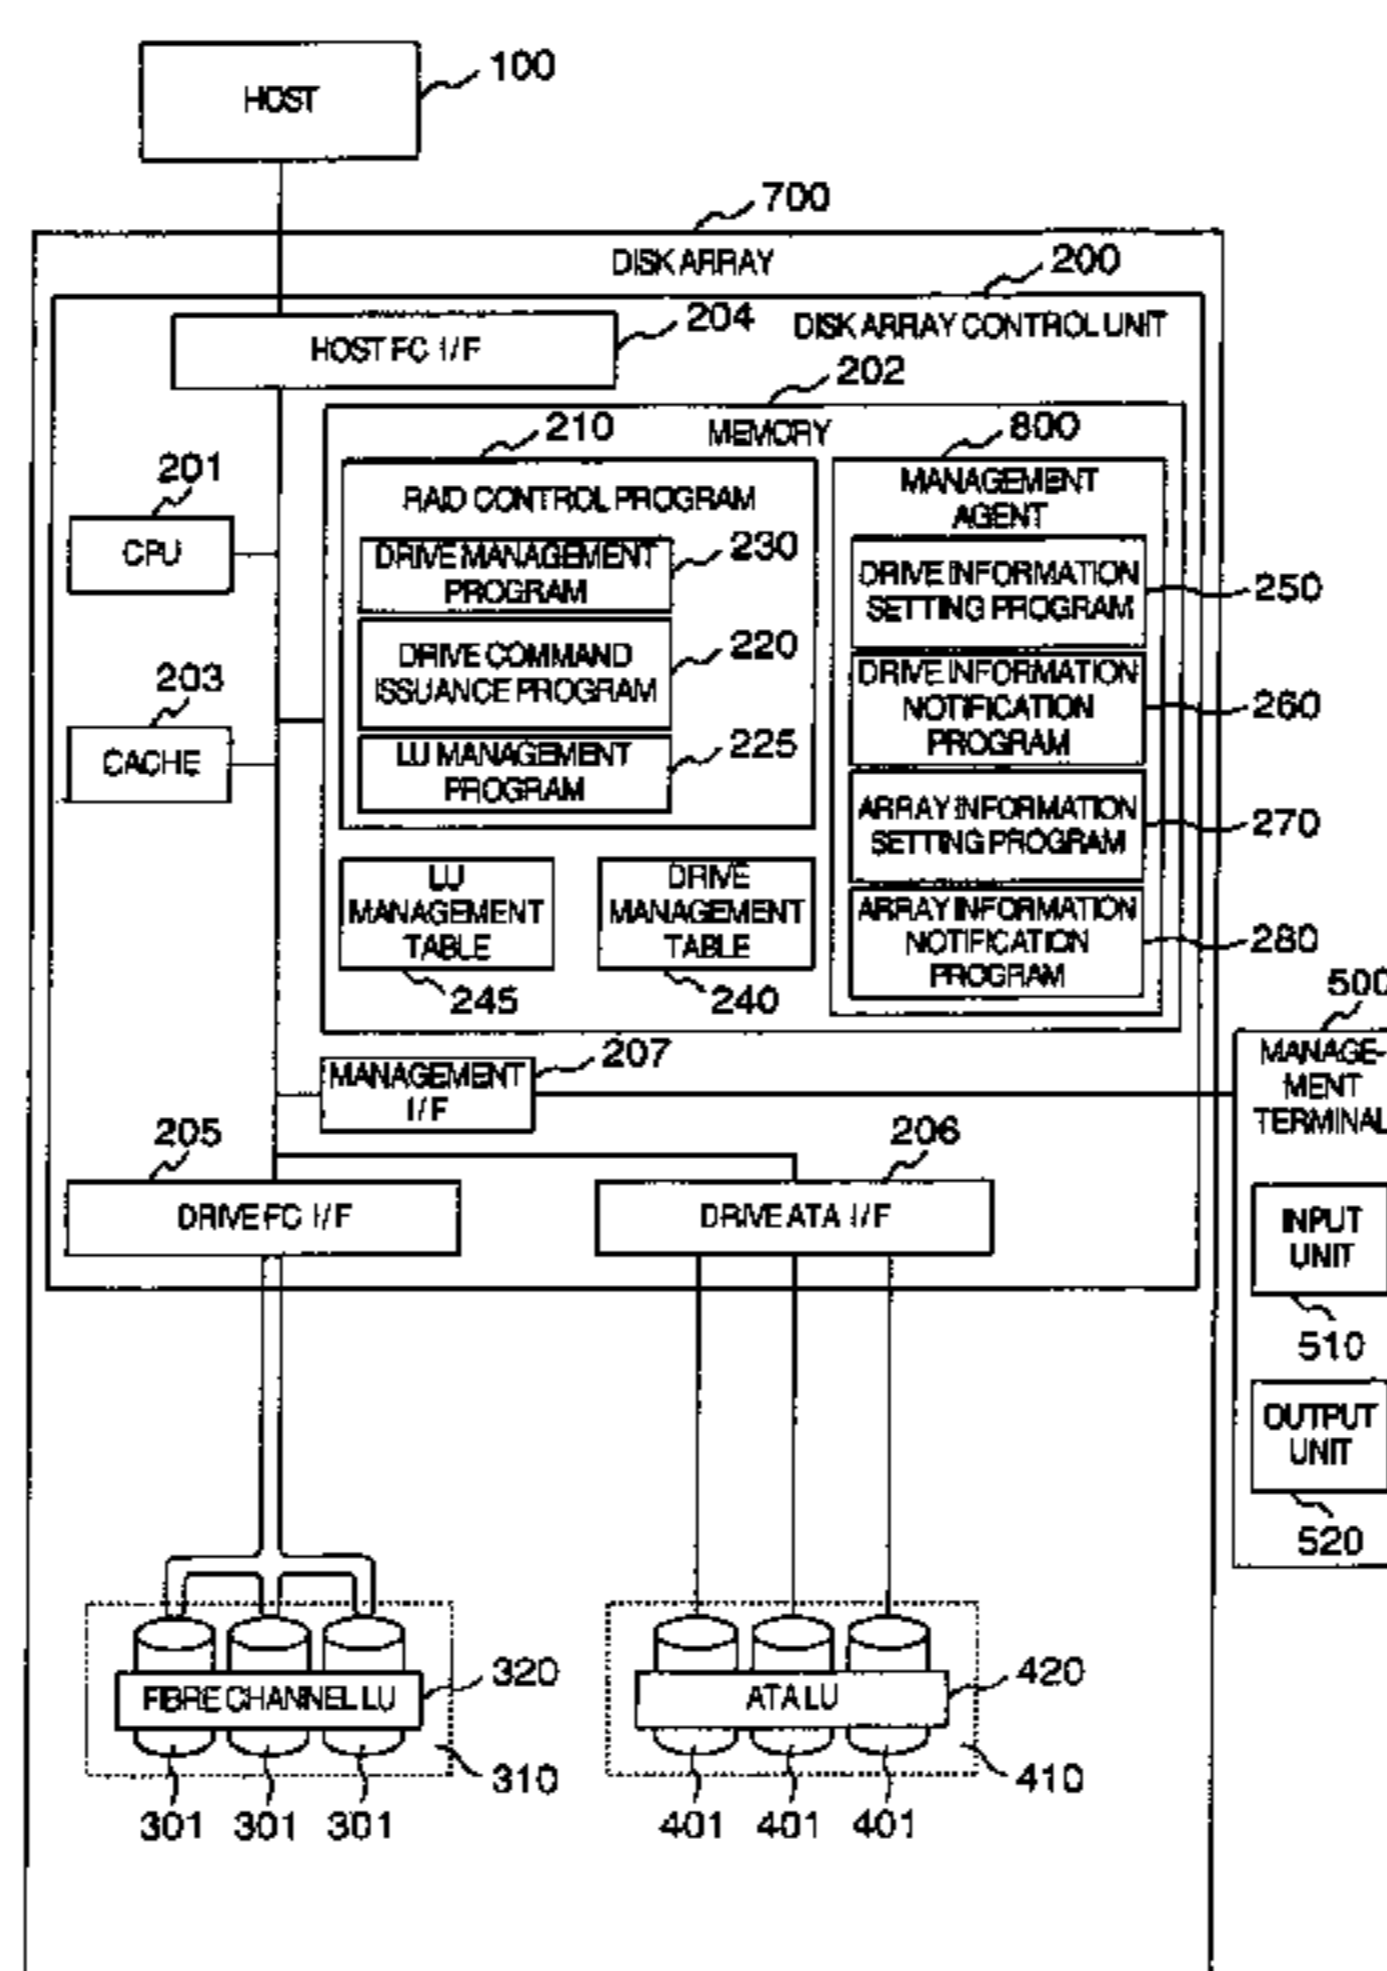 HOST
100
700
DISK ARRAY
200
DISK ARRAY CONTROL UNIT
204
HOST FC I/F
202
MEMORY
210
RAID CONTROL PROGRAM
800
MANAGEMENT
AGENT
201
CPU
203
CACHE
DRIVE MANAGEMENT
PROGRAM
230
DRIVE COMMAND
ISSUANCE PROGRAM
220
LU MANAGEMENT
PROGRAM
225
DRIVE INFORMATION
SETTING PROGRAM
250
DRIVE INFORMATION
NOTIFICATION
PROGRAM
260
ARRAY INFORMATION
SETTING PROGRAM
270
ARRAY INFORMATION
NOTIFICATION
PROGRAM
280
LU
MANAGEMENT
TABLE
245
DRIVE
MANAGEMENT
TABLE
240
207
MANAGEMENT
I/F
500
MANAGE-
MENT
TERMINAL
INPUT
UNIT
510
OUTPUT
UNIT
520
205
DRIVE FC I/F
206
DRIVE ATA I/F
FIBRE CHANNEL LU
320
310
301 301 301
ATA LU
420
410
401 401 401